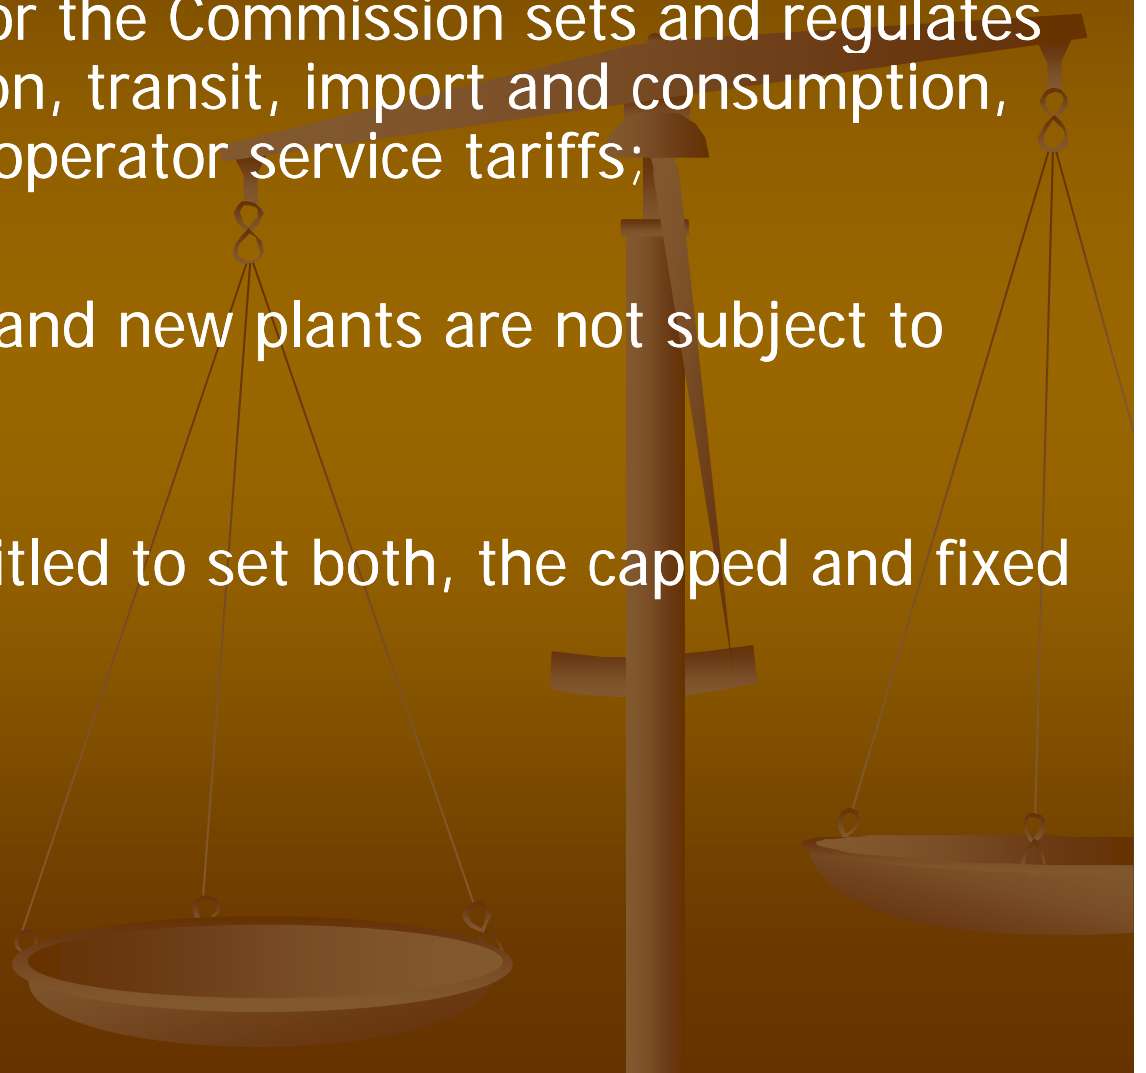 or the Commission sets and regulates
on, transit, import and consumption,
operator service tariffs;
and new plants are not subject to
itled to set both, the capped and fixed